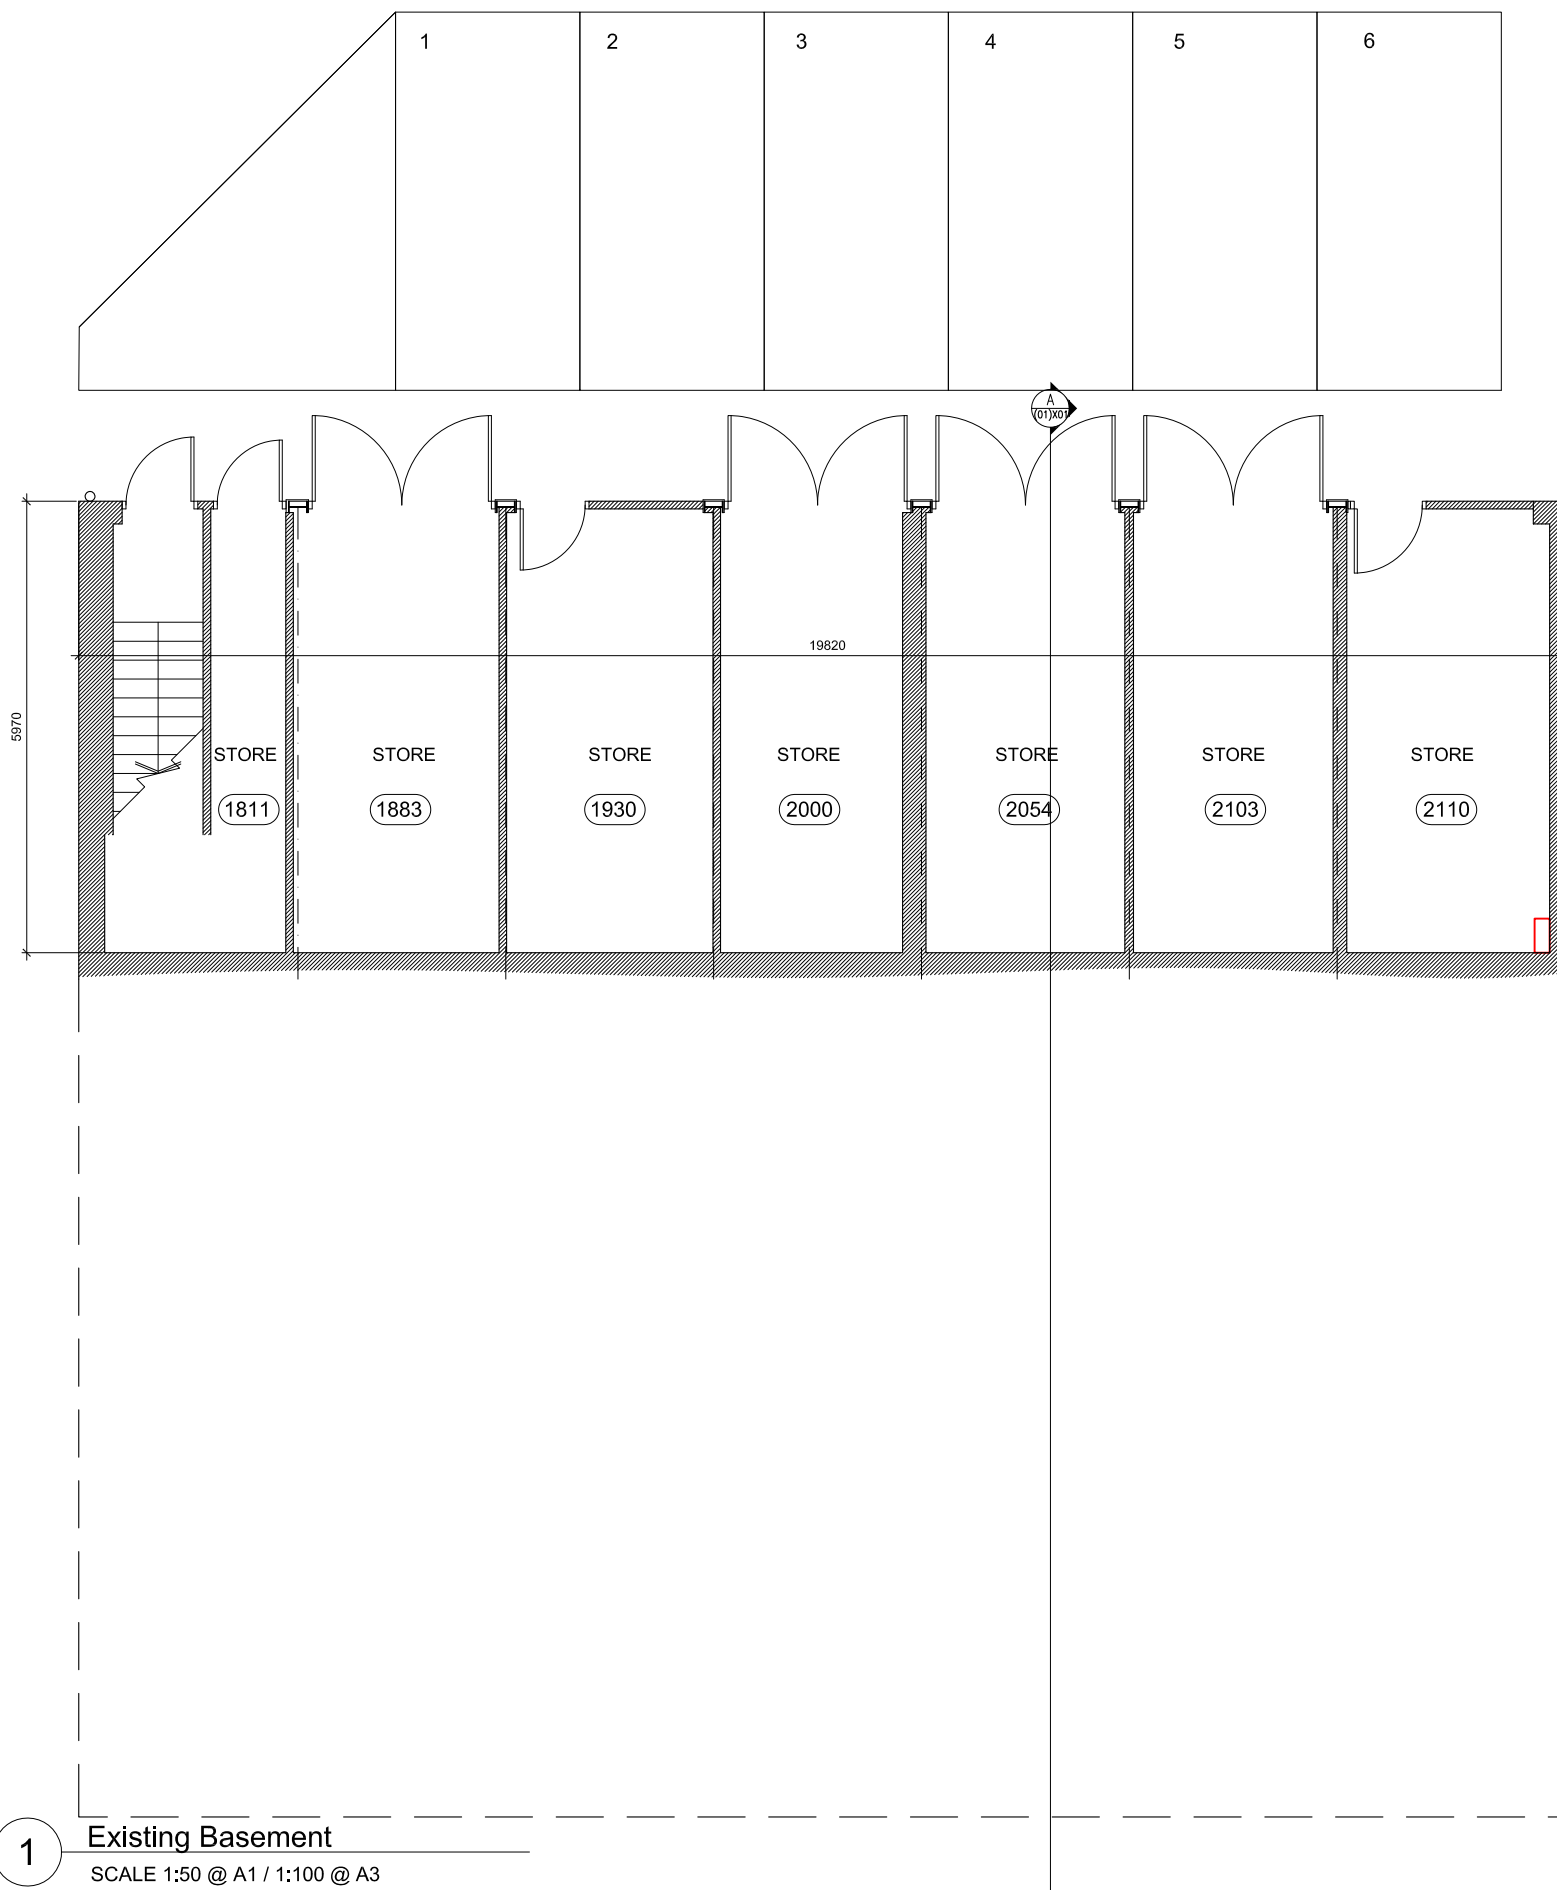 1 2 3 4 5 6
A
(01)X01
19820
5970
STORE STORE STORE STORE STORE STORE STORE
1811 1883 1930 2000 2054 2103 2110
1
Existing Basement
SCALE 1:50 @ A1 / 1:100 @ A3